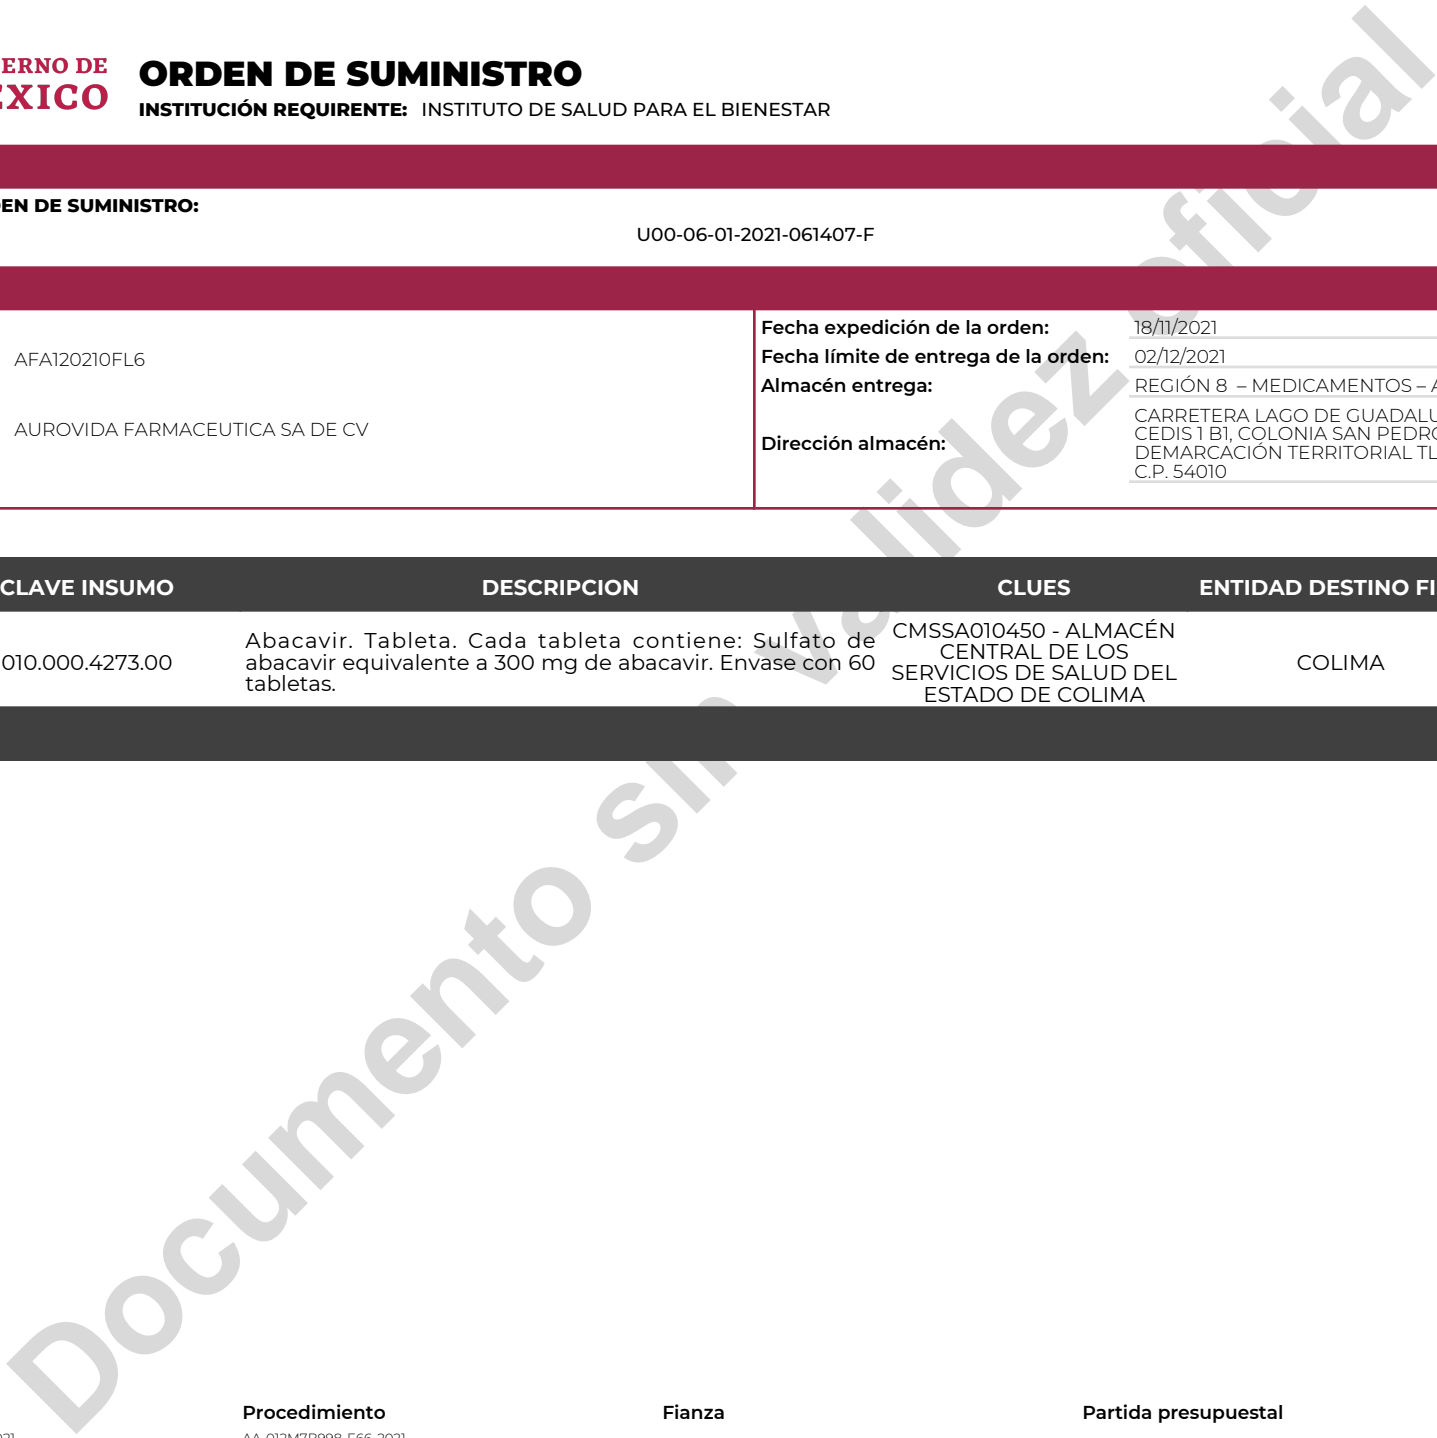 ERNO DE
ÉXICO
ORDEN DE SUMINISTRO
INSTITUCIÓN REQUIRENTE: INSTITUTO DE SALUD PARA EL BIENESTAR
EN DE SUMINISTRO:
U00-06-01-2021-061407-F
AFA120210FL6
AUROVIDA FARMACEUTICA SA DE CV
Fecha expedición de la orden: 18/11/2021
Fecha límite de entrega de la orden: 02/12/2021
Almacén entrega: REGIÓN 8 – MEDICAMENTOS – A
Dirección almacén:
CARRETERA LAGO DE GUADALU
CEDIS 1 B1, COLONIA SAN PEDRO
DEMARCACIÓN TERRITORIAL TL
C.P. 54010
CLAVE INSUMO DESCRIPCION CLUES ENTIDAD DESTINO FI
010.000.4273.00
Abacavir. Tableta. Cada tableta contiene: Sulfato de
abacavir equivalente a 300 mg de abacavir. Envase con 60
tabletas.
CMSSA010450 - ALMACÉN
CENTRAL DE LOS
SERVICIOS DE SALUD DEL
ESTADO DE COLIMA
COLIMA
Documento sin validez oficial
Procedimiento Fianza Partida presupuestal